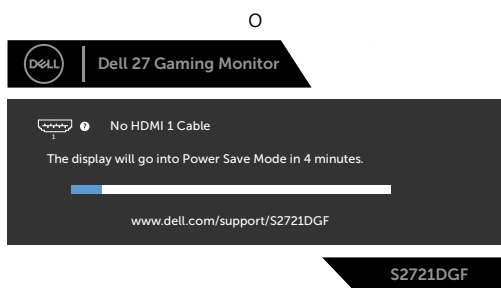 O
DELL
Dell 27 Gaming Monitor
1
?
No HDMI 1 Cable
The display will go into Power Save Mode in 4 minutes.
www.dell.com/support/S2721DGF
S2721DGF